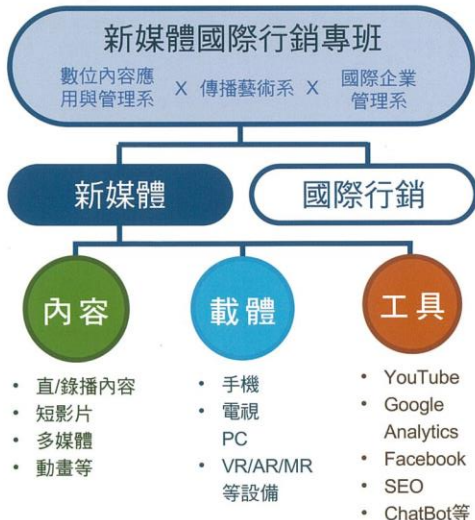 新媒體國際行銷專班
數位內容應
用與管理系
X
傳播藝術系
X
國際企業
管理系
新媒體
國際行銷
內容
• 直/錄播內容
• 短影片
• 多媒體
• 動畫等
載體
• 手機
• 電視
PC
• VR/AR/MR
等設備
工具
• YouTube
• Google
Analytics
• Facebook
• SEO
• ChatBot等